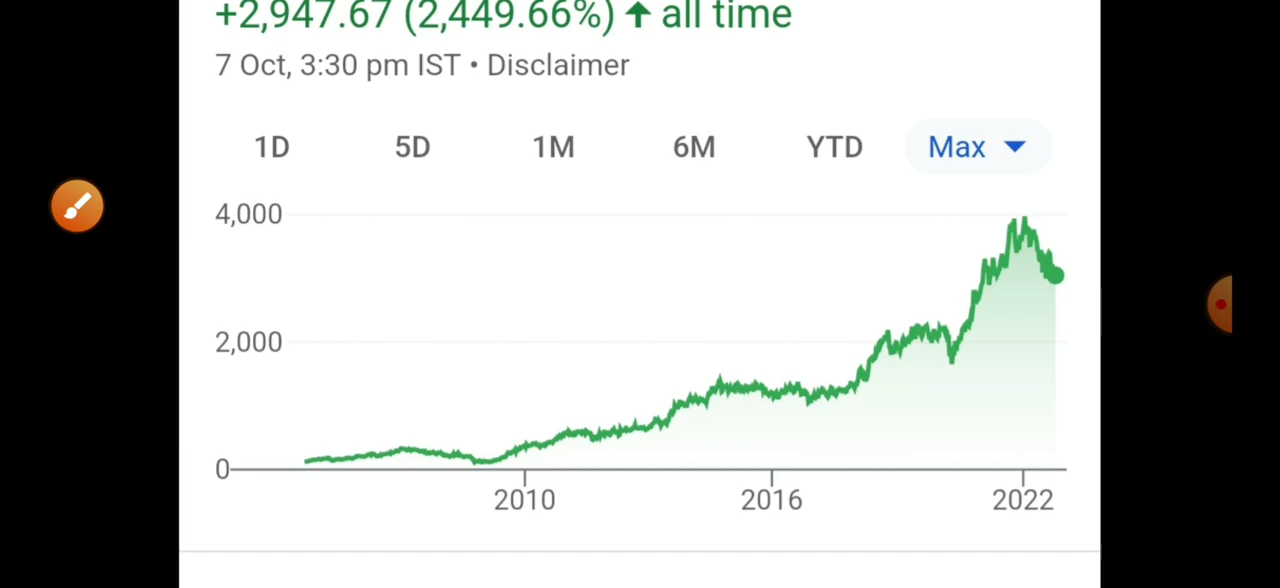 +2,947.67 (2,449.66%) ↑ all time
7 Oct, 3:30 pm IST • Disclaimer
1D 5D 1M 6M YTD Max
4,000
2,000
0
2010 2016 2022